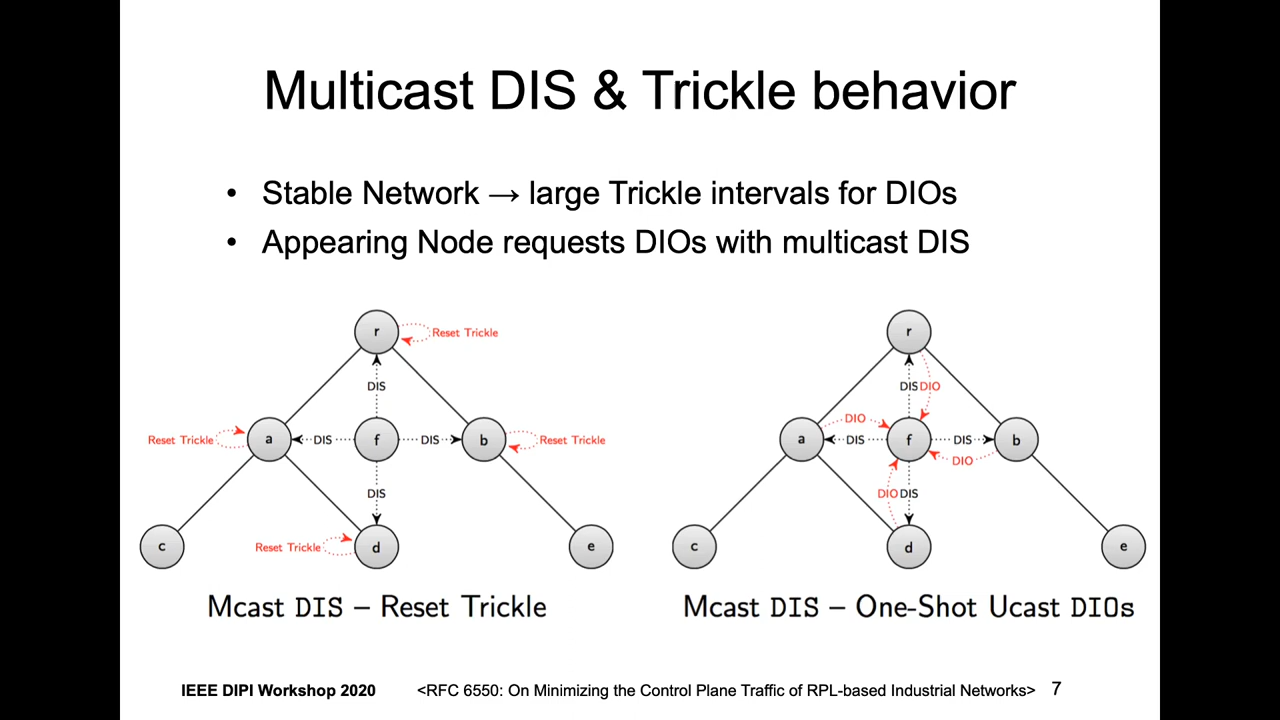 Multicast DIS & Trickle behavior
• Stable Network → large Trickle intervals for DIOs
• Appearing Node requests DIOs with multicast DIS
r
Reset Trickle
DIS
Reset Trickle
a
DIS
f
DIS
b
Reset Trickle
DIS
c
Reset Trickle
d
e
Mcast DIS – Reset Trickle
r
DIS DIO
DIO
a
DIS
f
DIS
b
DIO
DIO DIS
c
d
e
Mcast DIS – One-Shot Ucast DIOs
IEEE DIPI Workshop 2020
<RFC 6550: On Minimizing the Control Plane Traffic of RPL-based Industrial Networks>
7